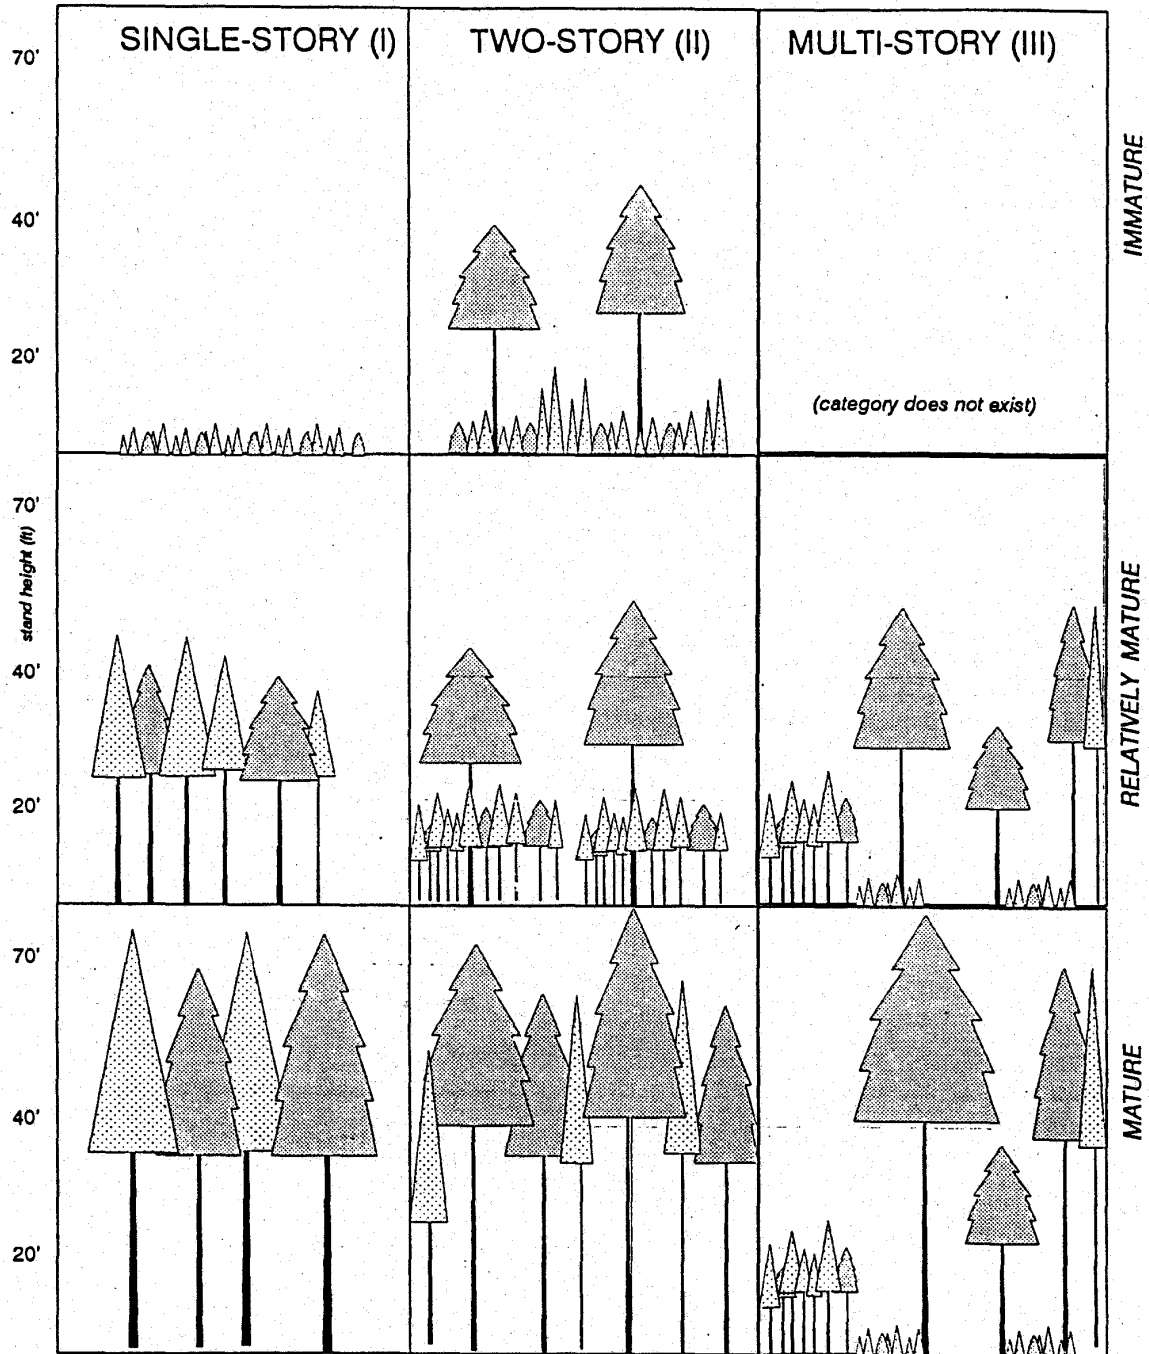 SINGLE-STORY (I)
TWO-STORY (II)
MULTI-STORY (III)
70'
40'
20'
(category does not exist)
IMMATURE
70'
stand height (ft)
40'
20'
RELATIVELY MATURE
70'
40'
20'
MATURE